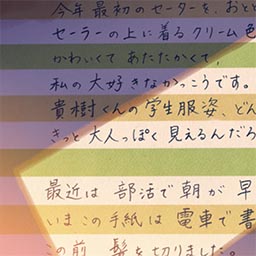 今年最初のセーターを、おとと
セーラーの上に着るクリーム色
かわいくて あたたかくて、
私の大好きなかっこうです。
貴樹くんの学生服姿、どん
きっと大人っぽく見えるんだろ
最近は 部活で朝が早
いまこの手紙は 電車で書
この前、髪を切りました。